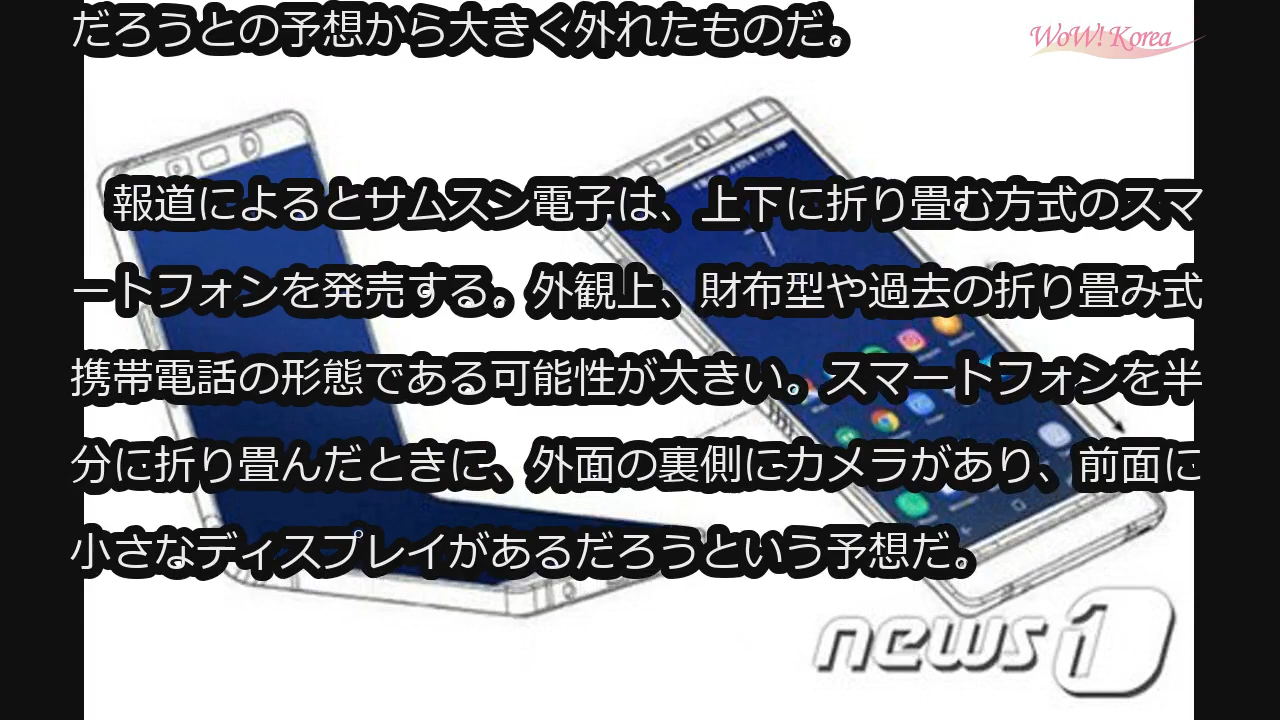 だろうとの予想から大きく外れたものだ。
WoW! Korea
報道によるとサムスン電子は、上下に折り畳む方式のスマ
ートフォンを発売する。外観上、財布型や過去の折り畳み式
携帯電話の形態である可能性が大きい。スマートフォンを半
分に折り畳んだときに、外面の裏側にカメラがあり、前面に
小さなディスプレイがあるだろうという予想だ。
news1